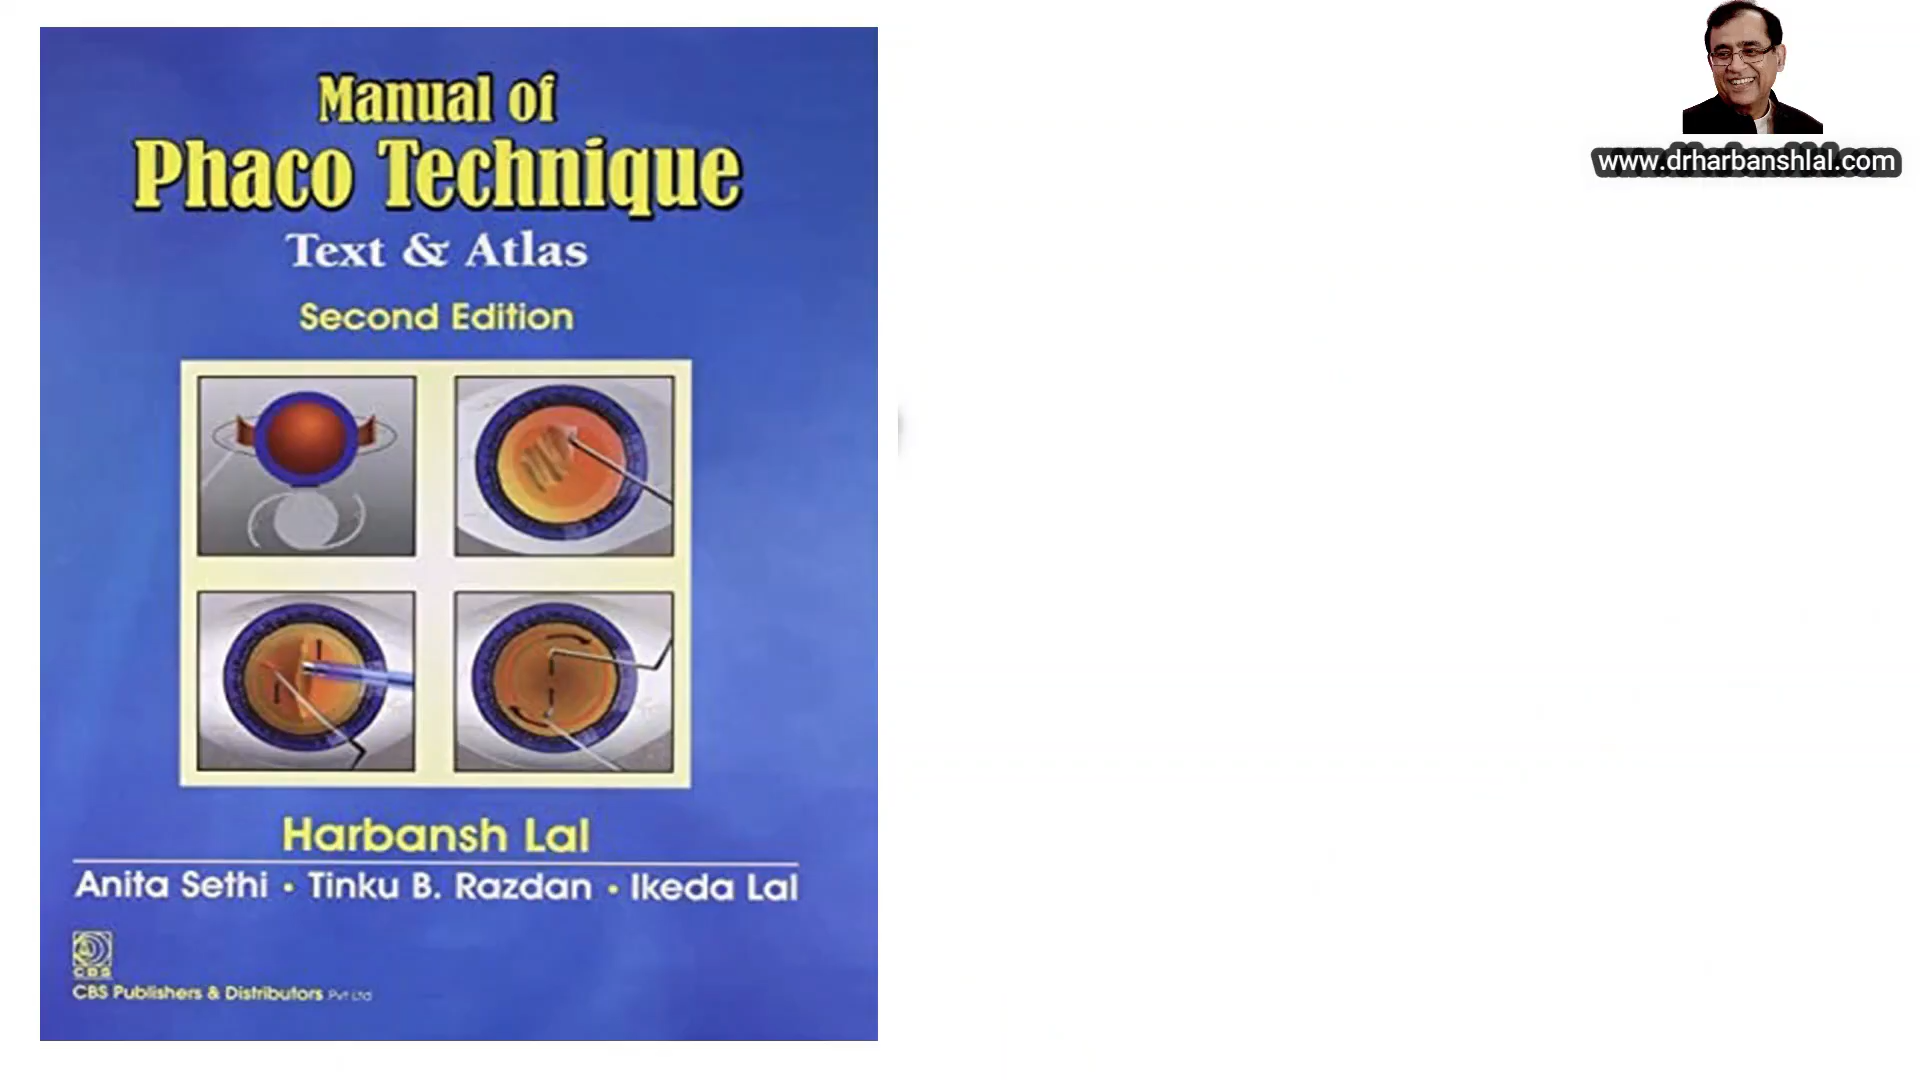 Manual of
Phaco Technique
Text & Atlas
Second Edition
Harbansh Lal
Anita Sethi • Tinku B. Razdan • Ikeda Lal
CBS
CBS Publishers & Distributors Pvt Ltd
www.drharbanshlal.com